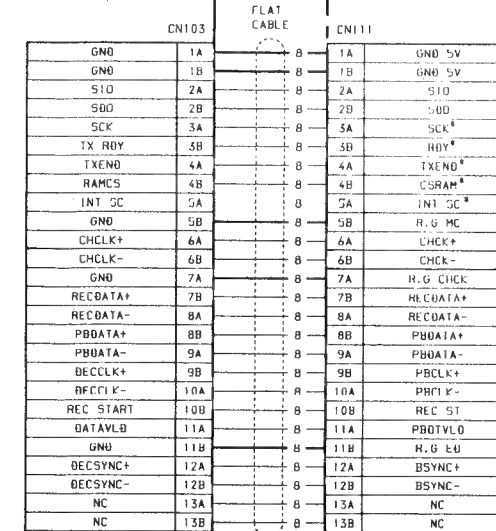 FLAT
CABLE
CN103 CN111
GND 1A 8 1A GND 5V
GND 1B 8 1B GND 5V
SI0 2A 8 2A SI0
SO0 2B 8 2B SO0
SCK 3A 8 3A SCK*
TX RDY 3B 8 3B RDY*
TXEND 4A 8 4A TXEND*
RAMCS 4B 8 4B CSRAM*
INT SC 5A 8 5A INT SC*
GND 5B 8 5B R.G MC
CHCLK+ 6A 8 6A CHCK+
CHCLK- 6B 8 6B CHCK-
GND 7A 8 7A R.G CHCK
RECDATA+ 7B 8 7B RECDATA+
RECDATA- 8A 8 8A RECDATA-
PBDATA+ 8B 8 8B PBDATA+
PBDATA- 9A 8 9A PBDATA-
DECCLK+ 9B 8 9B PBCLK+
DECCLK- 10A 8 10A PBCLK-
REC START 10B 8 10B REC ST
DATAVLD 11A 8 11A PBDTVLD
GND 11B 8 11B R.G ED
DECSYNC+ 12A 8 12A BSYNC+
DECSYNC- 12B 8 12B BSYNC-
NC 13A 8 13A NC
NC 13B 8 13B NC